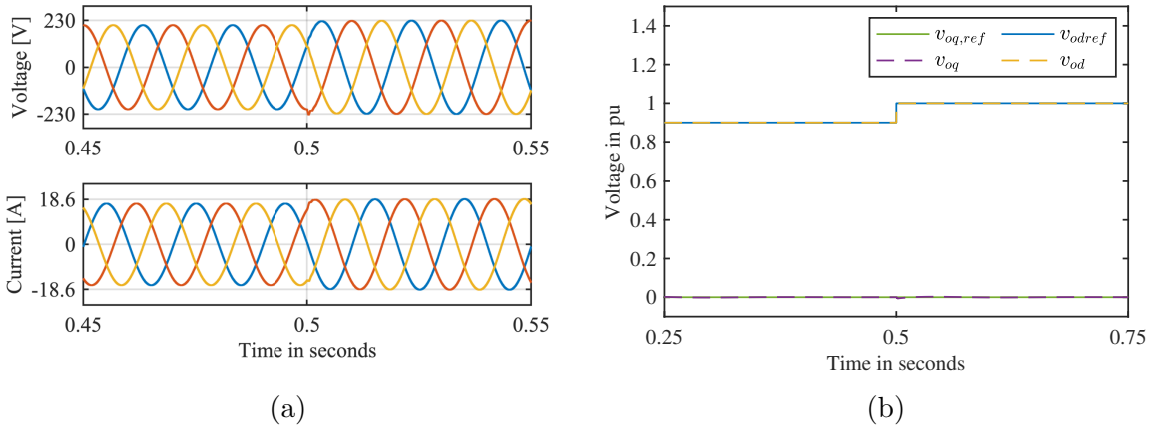 Voltage [V]
230
0
-230
0.45 0.5 0.55
Current [A]
18.6
0
-18.6
0.45 0.5 0.55
Time in seconds
(a)
Voltage in pu
1.4
1.2
1
0.8
0.6
0.4
0.2
0
v_{oq,ref} v_{odref}
v_{oq} v_{od}
0.25 0.5 0.75
Time in seconds
(b)